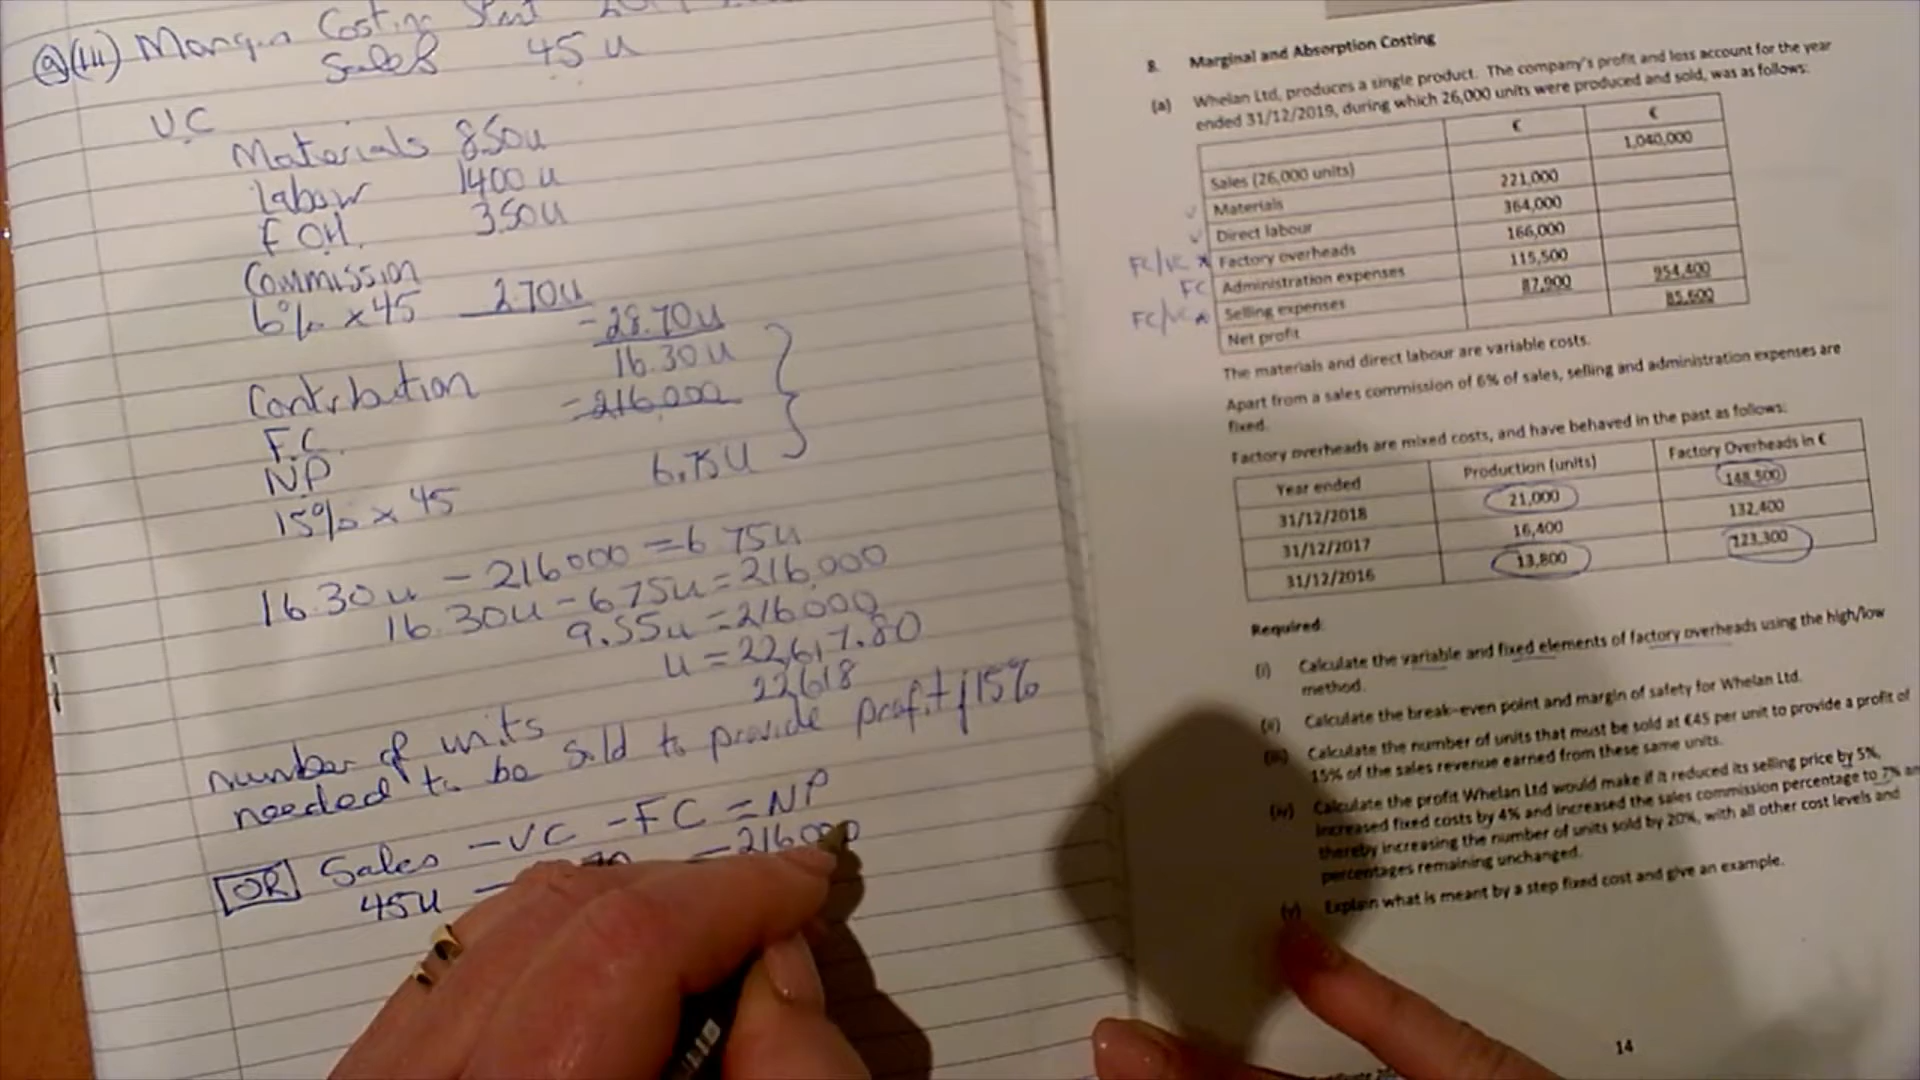 a (iii) Margin Costing
Sales 45 u
V.C
Materials 8.50u
labour 1400 u
F OH. 3.50u
Commission
6% x 45 2.70u
- 28.70u
16.30 u
Contribution
F.C. - 216,000
NP
15% x 45 6.75u
16.30u - 216000 = 6 75u
16.30u - 6.75u = 216,000
9.55u = 216000
u = 22,617.80
22,618
number of units
needed to be sold to provide profit of 15%
OR Sales - VC - FC = NP
45u - - 216000
8. Marginal and Absorption Costing
(a) Whelan Ltd, produces a single product. The company's profit and loss account for the year
ended 31/12/2019, during which 26,000 units were produced and sold, was as follows:
€ €
Sales (26,000 units) 1,040,000
Materials 221,000
Direct labour 364,000
FC/VC Factory overheads 166,000
FC Administration expenses 115,500
FC/VC Selling expenses 87,900 954,400
Net profit 85,600
The materials and direct labour are variable costs.
Apart from a sales commission of 6% of sales, selling and administration expenses are
fixed.
Factory overheads are mixed costs, and have behaved in the past as follows:
Year ended Production (units) Factory Overheads in €
31/12/2018 21,000 148,500
31/12/2017 16,400 132,400
31/12/2016 13,800 123,300
Required:
(i) Calculate the variable and fixed elements of factory overheads using the high/low
method.
(ii) Calculate the break-even point and margin of safety for Whelan Ltd.
(iii) Calculate the number of units that must be sold at €45 per unit to provide a profit of
15% of the sales revenue earned from these same units.
(iv) Calculate the profit Whelan Ltd would make if it reduced its selling price by 5%,
increased fixed costs by 4% and increased the sales commission percentage to 7% an
thereby increasing the number of units sold by 20%, with all other cost levels and
percentages remaining unchanged.
(v) Explain what is meant by a step fixed cost and give an example.
14